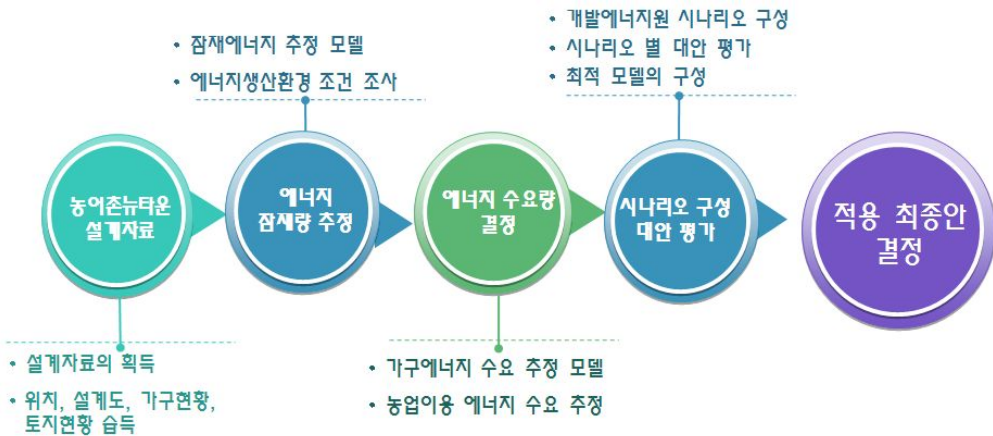 • 잠재에너지 추정 모델
• 에너지생산환경 조건 조사
• 개발에너지원 시나리오 구성
• 시나리오 별 대안 평가
• 최적 모델의 구성
농어촌뉴타운
설계자료
에너지
잠재량 추정
에너지 수요량
결정
시나리오 구성
대안 평가
적용 최종안
결정
• 설계자료의 획득
• 위치, 설계도, 가구현황,
토지현황 습득
• 가구에너지 수요 추정 모델
• 농업이용 에너지 수요 추정